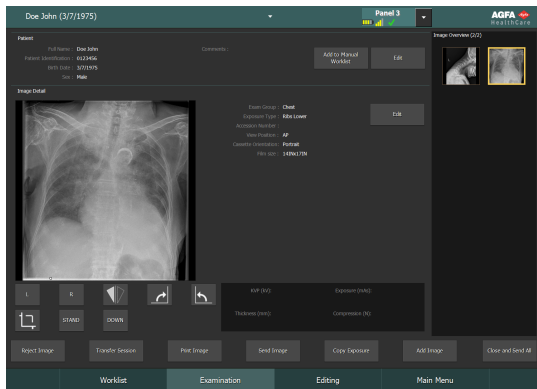 Doe John (3/7/1975)
Panel 3
AGFA
HealthCare
Patient
Full Name : Doe John
Patient Identification : 0123456
Birth Date : 3/7/1975
Sex : Male
Comments :
Add to Manual
Worklist
Edit
Image Overview (2/2)
Image Detail
Exam Group : Chest
Exposure Type : Ribs Lower
Accession Number :
View Position : AP
Cassette Orientation : Portrait
Film size : 14INx17IN
Edit
L
R
STAND
DOWN
KVP (kV):
Exposure (mAs):
Thickness (mm):
Compressive (N):
Reject Image
Transfer Session
Print Image
Send Image
Copy Exposure
Add Image
Close and Send All
Worklist
Examination
Editing
Main Menu